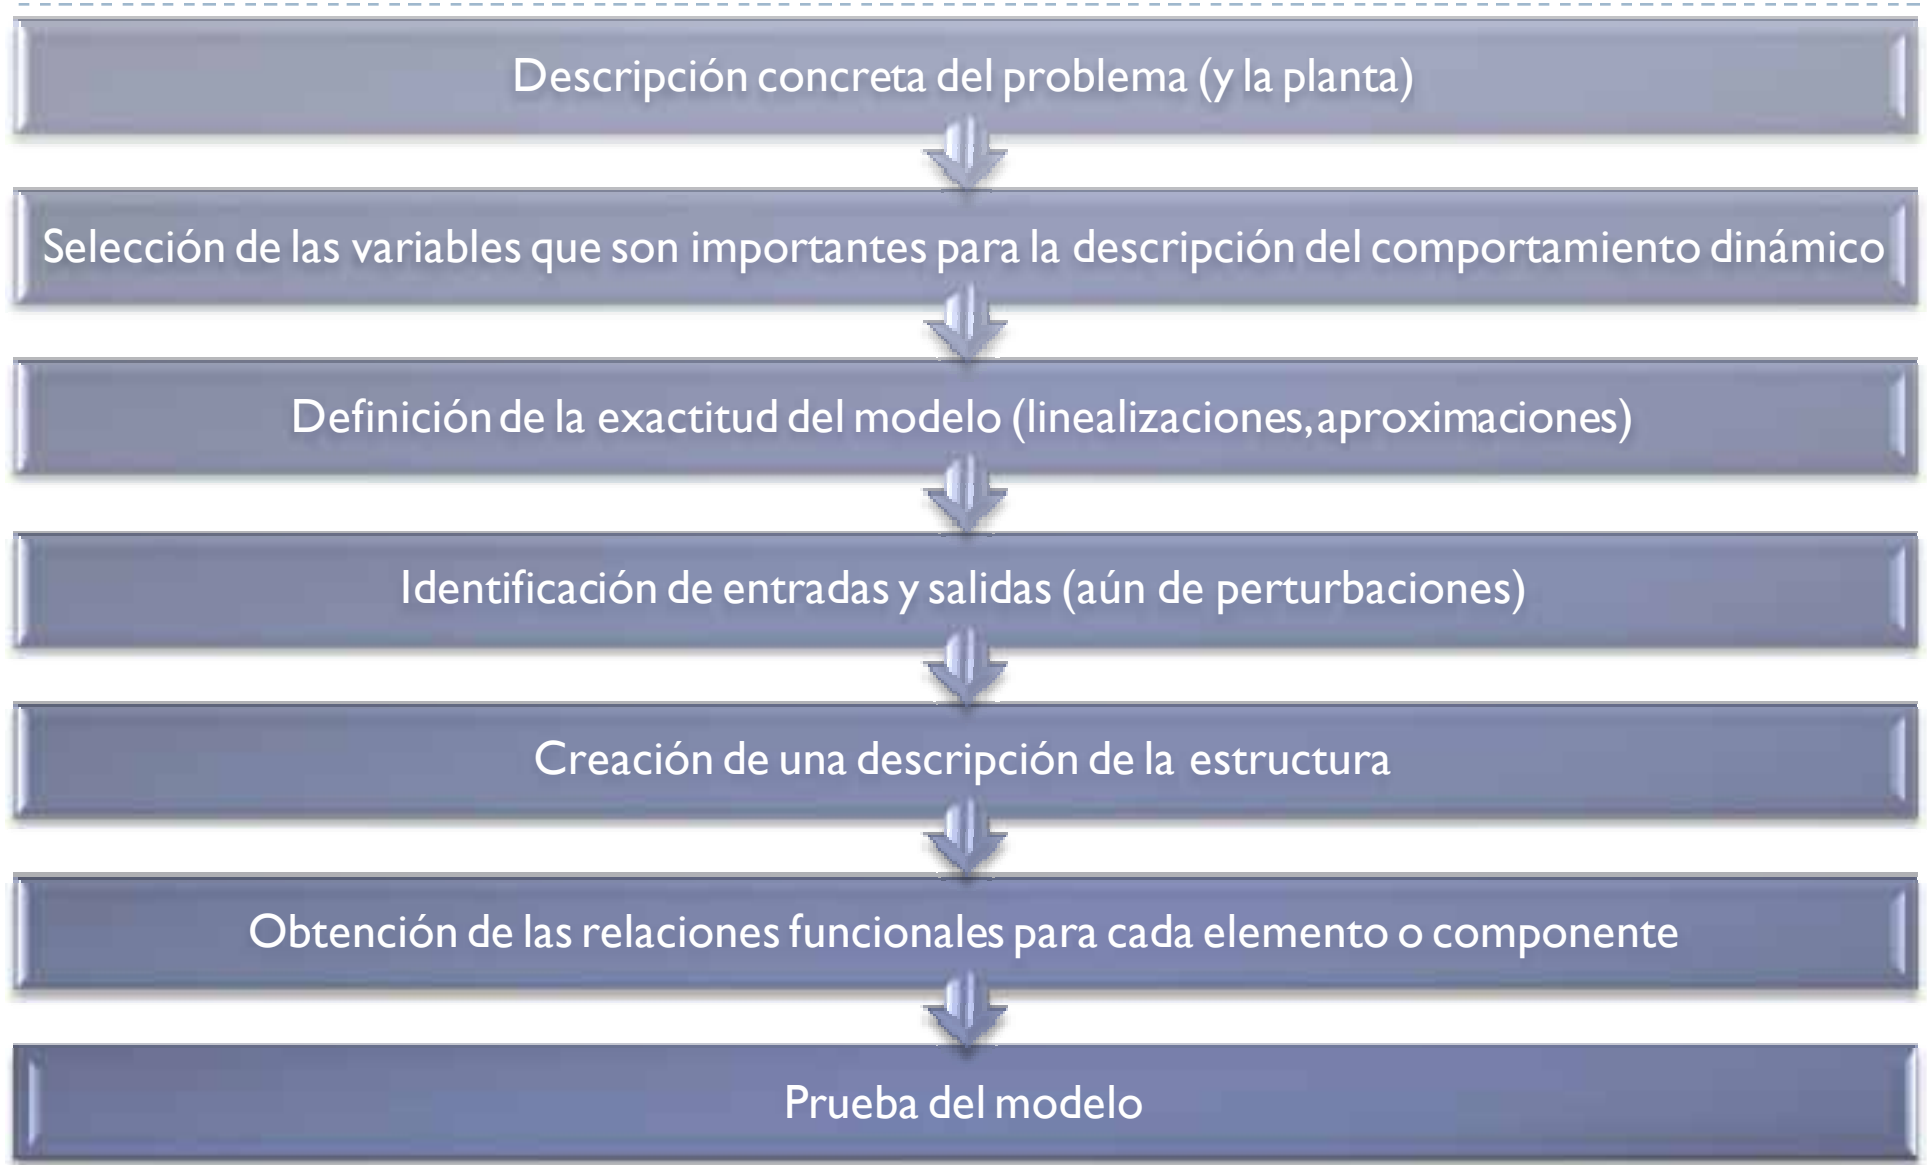 Descripción concreta del problema (y la planta)
Selección de las variables que son importantes para la descripción del comportamiento dinámico
Definición de la exactitud del modelo (linealizaciones, aproximaciones)
Identificación de entradas y salidas (aún de perturbaciones)
Creación de una descripción de la estructura
Obtención de las relaciones funcionales para cada elemento o componente
Prueba del modelo